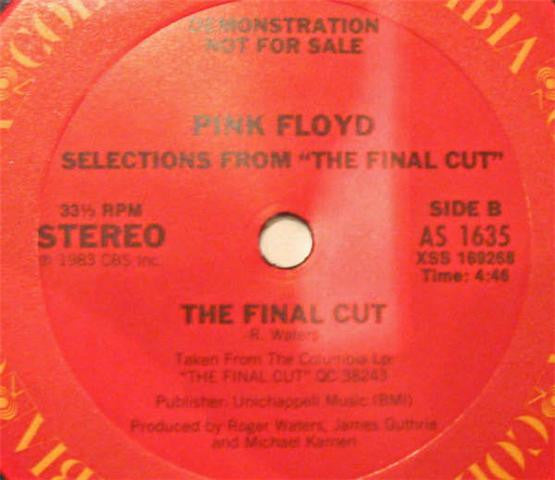 DEMONSTRATION
NOT FOR SALE
PINK FLOYD
SELECTIONS FROM "THE FINAL CUT"
33⅓ RPM
STEREO
℗ 1983 CBS Inc.
SIDE B
AS 1635
XSS 169268
Time: 4:46
THE FINAL CUT
-R. Waters
Taken From The Columbia Lp:
"THE FINAL CUT" QC 38243
Publisher: Unichappell Music (BMI)
Produced by Roger Waters, James Guthrie
and Michael Kamen